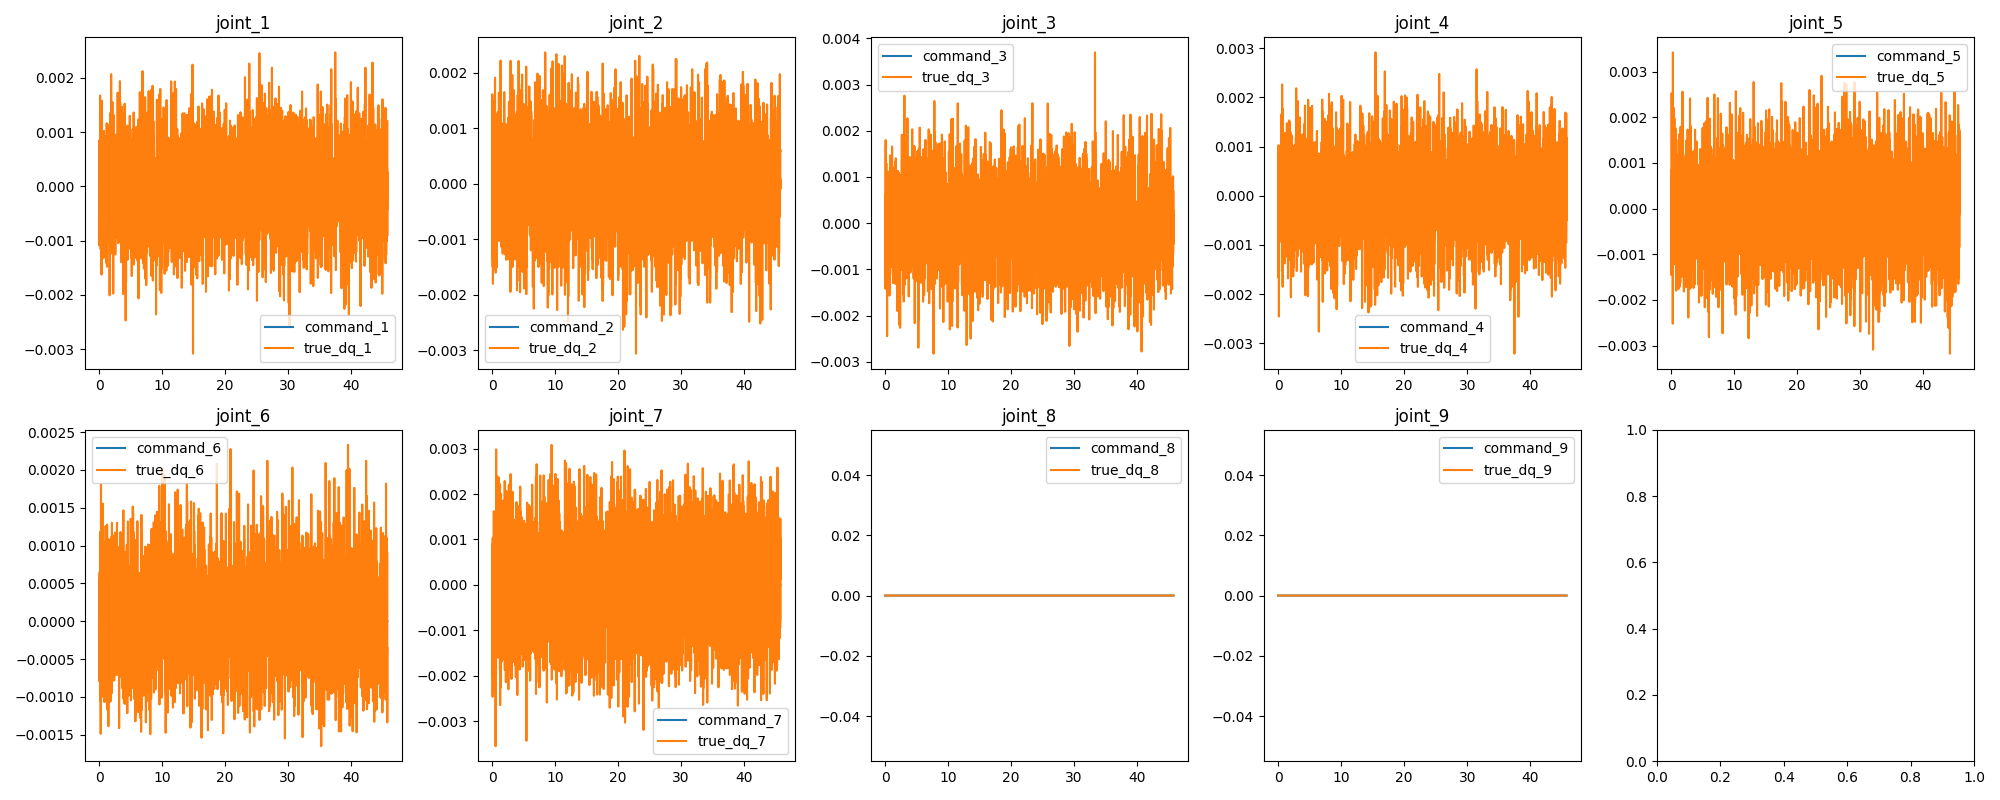 joint_1
0.002
0.001
0.000
−0.001
−0.002
−0.003
command_1
true_dq_1
0 10 20 30 40
joint_2
0.002
0.001
0.000
−0.001
−0.002
−0.003
command_2
true_dq_2
0 10 20 30 40
joint_3
0.004
0.003
0.002
0.001
0.000
−0.001
−0.002
−0.003
command_3
true_dq_3
0 10 20 30 40
joint_4
0.003
0.002
0.001
0.000
−0.001
−0.002
−0.003
command_4
true_dq_4
0 10 20 30 40
joint_5
0.003
0.002
0.001
0.000
−0.001
−0.002
−0.003
command_5
true_dq_5
0 10 20 30 40
joint_6
0.0025
0.0020
0.0015
0.0010
0.0005
0.0000
−0.0005
−0.0010
−0.0015
command_6
true_dq_6
0 10 20 30 40
joint_7
0.003
0.002
0.001
0.000
−0.001
−0.002
−0.003
command_7
true_dq_7
0 10 20 30 40
joint_8
0.04
0.02
0.00
−0.02
−0.04
command_8
true_dq_8
0 10 20 30 40
joint_9
0.04
0.02
0.00
−0.02
−0.04
command_9
true_dq_9
0 10 20 30 40
1.0
0.8
0.6
0.4
0.2
0.0
0.0 0.2 0.4 0.6 0.8 1.0